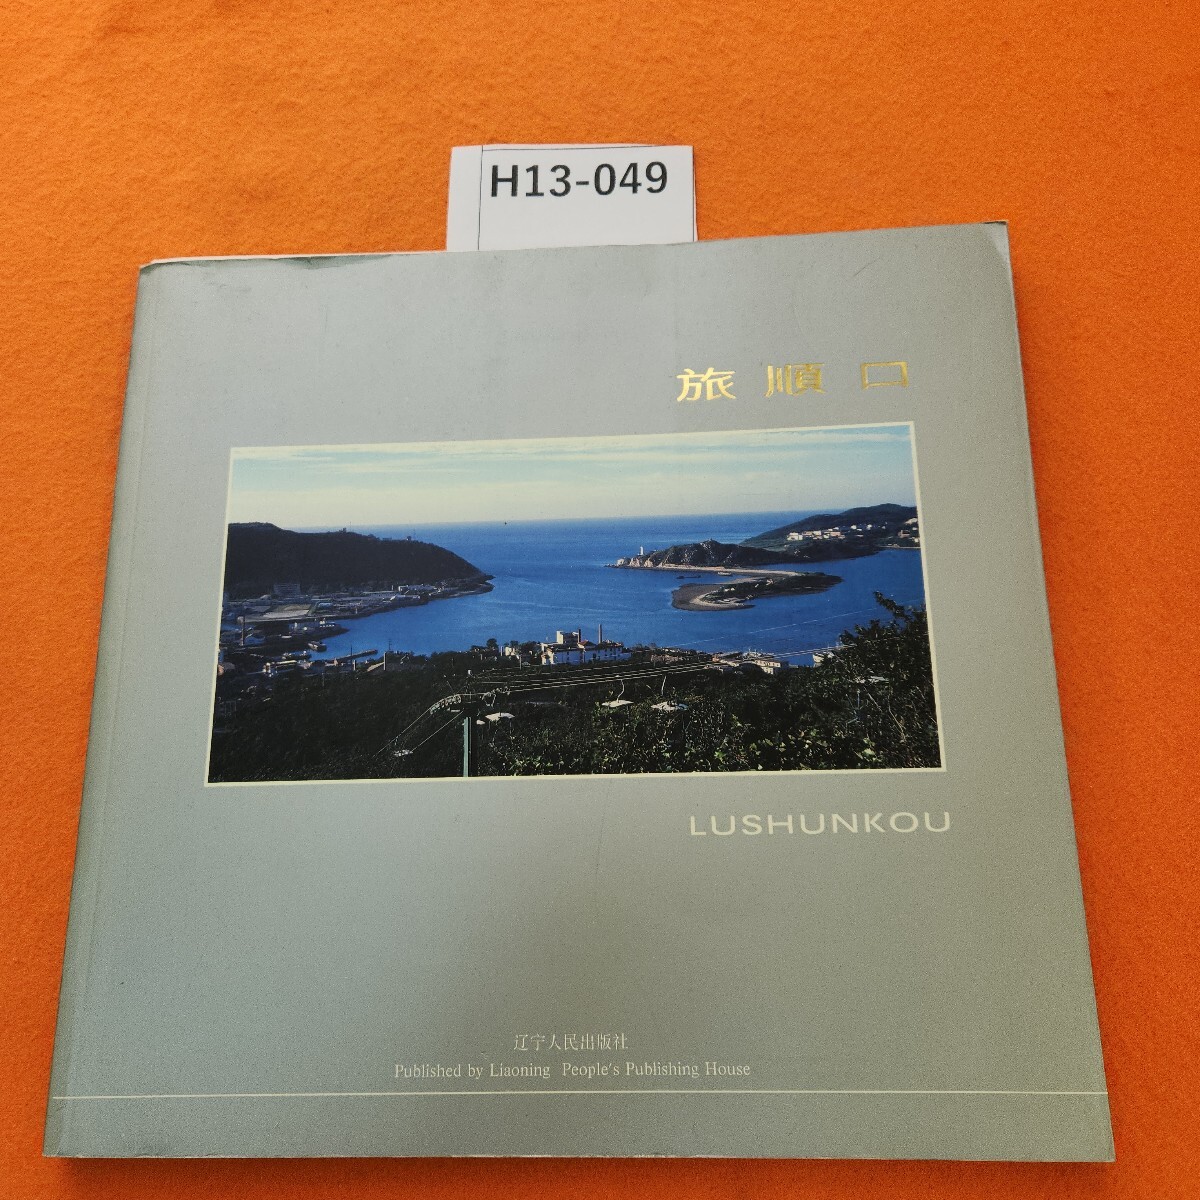 H13-049
旅順口
LUSHUNKOU
辽宁人民出版社
Published by Liaoning People's Publishing House